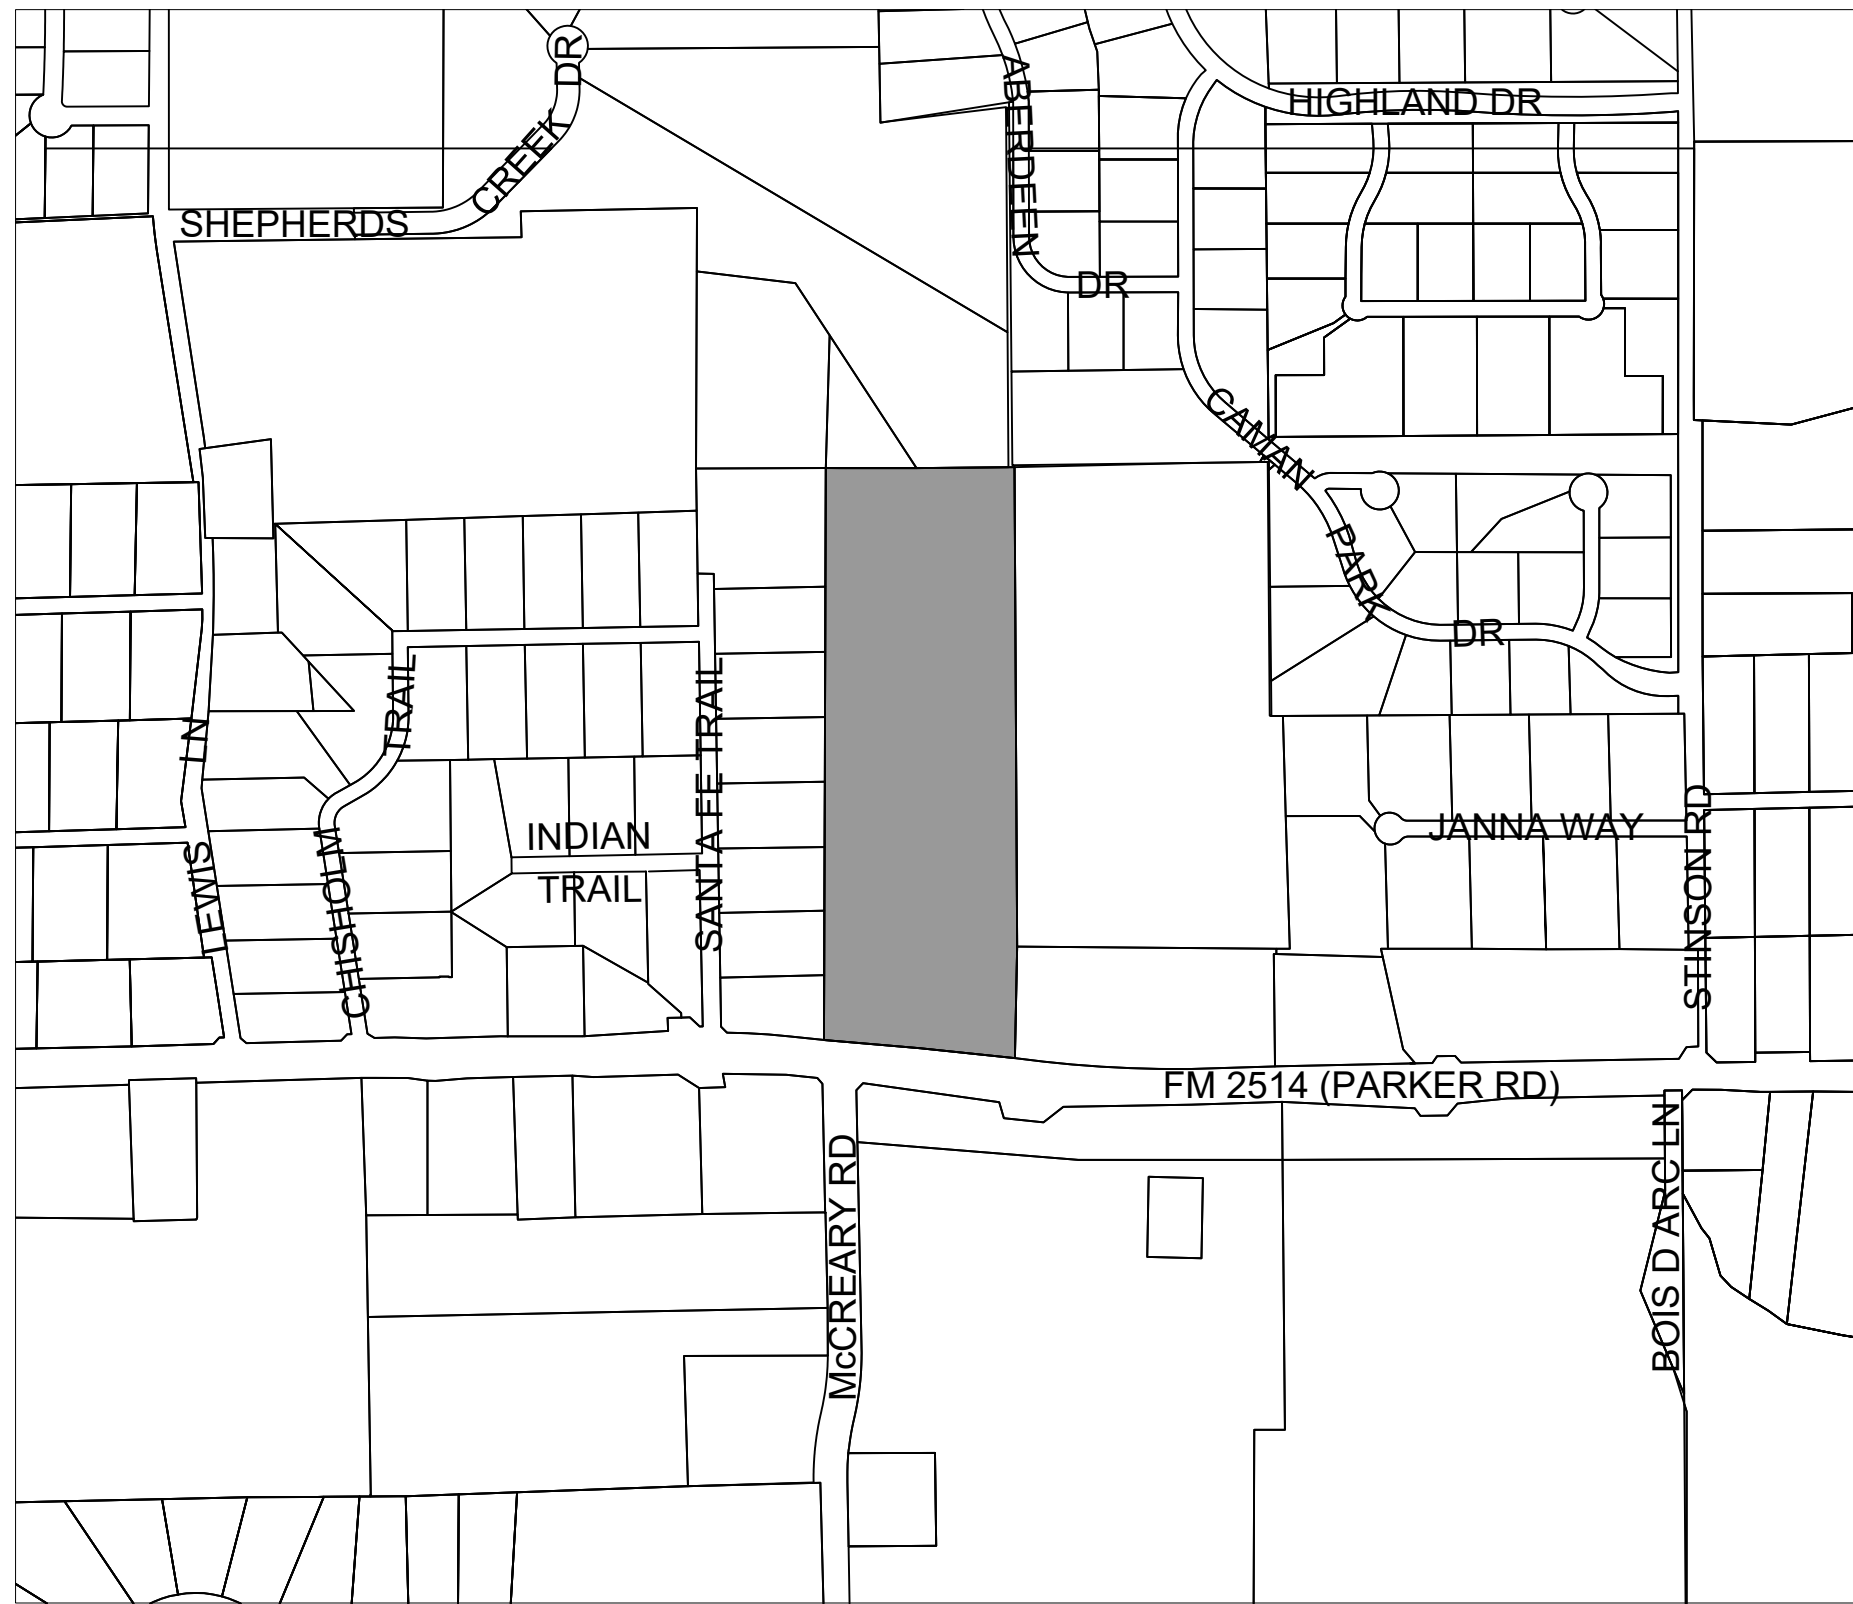 DR
CREEK
SHEPHERDS
ABERDEEN
DR
HIGHLAND DR
CAMAN
PARK
DR
LEWIS LN
CHISHOLM TRAIL
INDIAN
TRAIL
SANTA FE TRAIL
JANNA WAY
STINSON RD
FM 2514 (PARKER RD)
McCREARY RD
BOIS D ARC LN